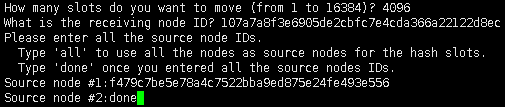 How many slots do you want to move (from 1 to 16384)? 4096
What is the receiving node ID? 107a7a8f3e6905de2cbfc7e4cda366a22122d8ec
Please enter all the source node IDs.
  Type 'all' to use all the nodes as source nodes for the hash slots.
  Type 'done' once you entered all the source nodes IDs.
Source node #1:f479c7be5e78a4c7522bba9ed875e24fe493e556
Source node #2:done